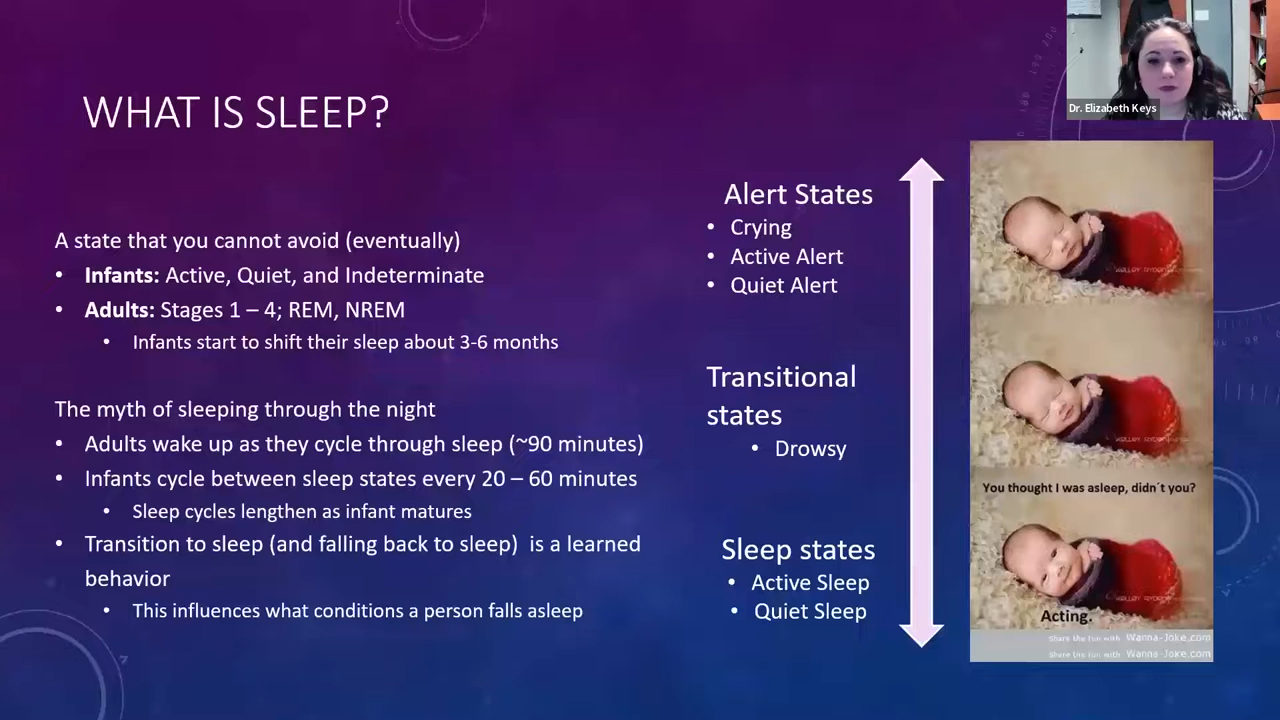 WHAT IS SLEEP?
Dr. Elizabeth Keys
A state that you cannot avoid (eventually)
• Infants: Active, Quiet, and Indeterminate
• Adults: Stages 1 – 4; REM, NREM
• Infants start to shift their sleep about 3-6 months
The myth of sleeping through the night
• Adults wake up as they cycle through sleep (~90 minutes)
• Infants cycle between sleep states every 20 – 60 minutes
• Sleep cycles lengthen as infant matures
• Transition to sleep (and falling back to sleep) is a learned
behavior
• This influences what conditions a person falls asleep
Alert States
• Crying
• Active Alert
• Quiet Alert
Transitional
states
• Drowsy
Sleep states
• Active Sleep
• Quiet Sleep
You thought I was asleep, didn´t you?
Acting.
Share the fun with Wanna-Joke.com
Share the fun with Wanna-Joke.com